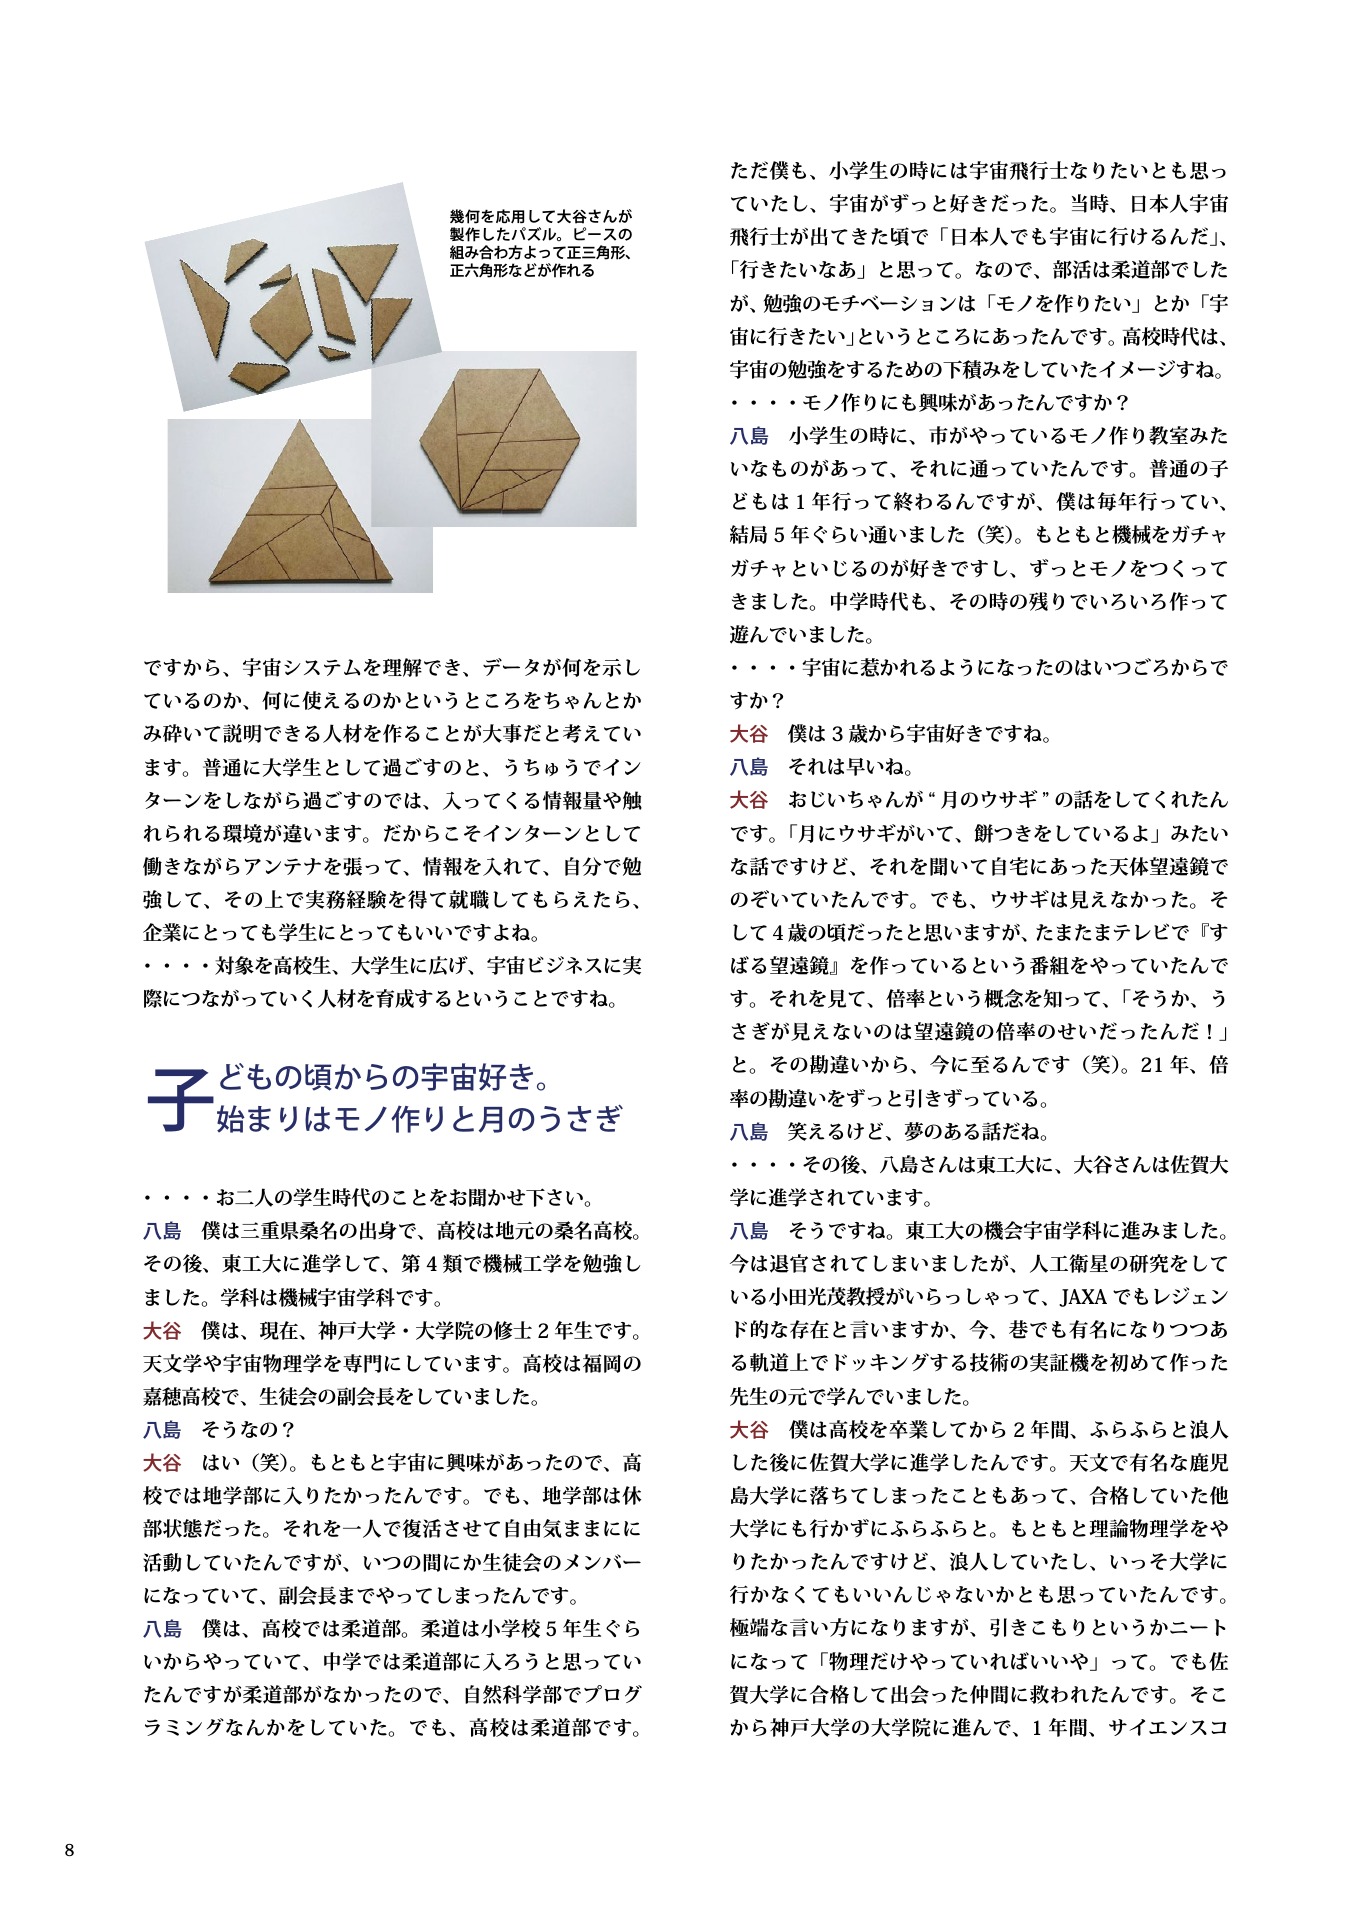 幾何を応用して大谷さんが
製作したパズル。ピースの
組み合わ方よって正三角形、
正六角形などが作れる
ですから、宇宙システムを理解でき、データが何を示し
ているのか、何に使えるのかというところをちゃんとか
み砕いて説明できる人材を作ることが大事だと考えてい
ます。普通に大学生として過ごすのと、うちゅうでイン
ターンをしながら過ごすのでは、入ってくる情報量や触
れられる環境が違います。だからこそインターンとして
働きながらアンテナを張って、情報を入れて、自分で勉
強して、その上で実務経験を得て就職してもらえたら、
企業にとっても学生にとってもいいですよね。
・・・・対象を高校生、大学生に広げ、宇宙ビジネスに実
際につながっていく人材を育成するということですね。
子どもの頃からの宇宙好き。
始まりはモノ作りと月のうさぎ
・・・・お二人の学生時代のことをお聞かせ下さい。
八島　僕は三重県桑名の出身で、高校は地元の桑名高校。
その後、東工大に進学して、第 4 類で機械工学を勉強し
ました。学科は機械宇宙学科です。
大谷　僕は、現在、神戸大学・大学院の修士 2 年生です。
天文学や宇宙物理学を専門にしています。高校は福岡の
嘉穂高校で、生徒会の副会長をしていました。
八島　そうなの？
大谷　はい（笑）。もともと宇宙に興味があったので、高
校では地学部に入りたかったんです。でも、地学部は休
部状態だった。それを一人で復活させて自由気ままにに
活動していたんですが、いつの間にか生徒会のメンバー
になっていて、副会長までやってしまったんです。
八島　僕は、高校では柔道部。柔道は小学校 5 年生ぐら
いからやっていて、中学では柔道部に入ろうと思ってい
たんですが柔道部がなかったので、自然科学部でプログ
ラミングなんかをしていた。でも、高校は柔道部です。
ただ僕も、小学生の時には宇宙飛行士なりたいとも思っ
ていたし、宇宙がずっと好きだった。当時、日本人宇宙
飛行士が出てきた頃で「日本人でも宇宙に行けるんだ」、
「行きたいなあ」と思って。なので、部活は柔道部でした
が、勉強のモチベーションは「モノを作りたい」とか「宇
宙に行きたい」というところにあったんです。高校時代は、
宇宙の勉強をするための下積みをしていたイメージすね。
・・・・モノ作りにも興味があったんですか？
八島　小学生の時に、市がやっているモノ作り教室みた
いなものがあって、それに通っていたんです。普通の子
どもは 1 年行って終わるんですが、僕は毎年行ってい、
結局 5 年ぐらい通いました（笑）。もともと機械をガチャ
ガチャといじるのが好きですし、ずっとモノをつくって
きました。中学時代も、その時の残りでいろいろ作って
遊んでいました。
・・・・宇宙に惹かれるようになったのはいつごろからで
すか？
大谷　僕は 3 歳から宇宙好きですね。
八島　それは早いね。
大谷　おじいちゃんが “ 月のウサギ ” の話をしてくれたん
です。「月にウサギがいて、餅つきをしているよ」みたい
な話ですけど、それを聞いて自宅にあった天体望遠鏡で
のぞいていたんです。でも、ウサギは見えなかった。そ
して 4 歳の頃だったと思いますが、たまたまテレビで『す
ばる望遠鏡』を作っているという番組をやっていたんで
す。それを見て、倍率という概念を知って、「そうか、う
さぎが見えないのは望遠鏡の倍率のせいだったんだ！」
と。その勘違いから、今に至るんです（笑）。21 年、倍
率の勘違いをずっと引きずっている。
八島　笑えるけど、夢のある話だね。
・・・・その後、八島さんは東工大に、大谷さんは佐賀大
学に進学されています。
八島　そうですね。東工大の機会宇宙学科に進みました。
今は退官されてしまいましたが、人工衛星の研究をして
いる小田光茂教授がいらっしゃって、JAXA でもレジェン
ド的な存在と言いますか、今、巷でも有名になりつつあ
る軌道上でドッキングする技術の実証機を初めて作った
先生の元で学んでいました。
大谷　僕は高校を卒業してから 2 年間、ふらふらと浪人
した後に佐賀大学に進学したんです。天文で有名な鹿児
島大学に落ちてしまったこともあって、合格していた他
大学にも行かずにふらふらと。もともと理論物理学をや
りたかったんですけど、浪人していたし、いっそ大学に
行かなくてもいいんじゃないかとも思っていたんです。
極端な言い方になりますが、引きこもりというかニート
になって「物理だけやっていればいいや」って。でも佐
賀大学に合格して出会った仲間に救われたんです。そこ
から神戸大学の大学院に進んで、1 年間、サイエンスコ
8